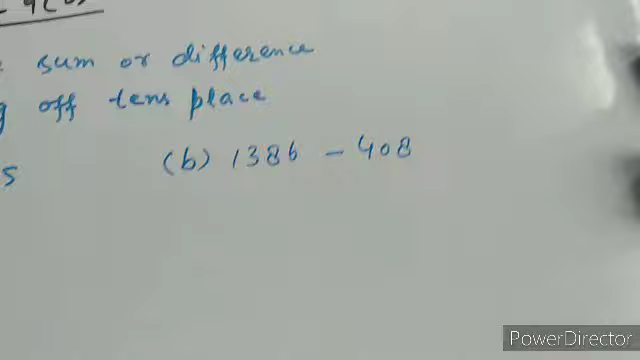 sum or difference
off tens place
(b) 1386 - 408
PowerDirector